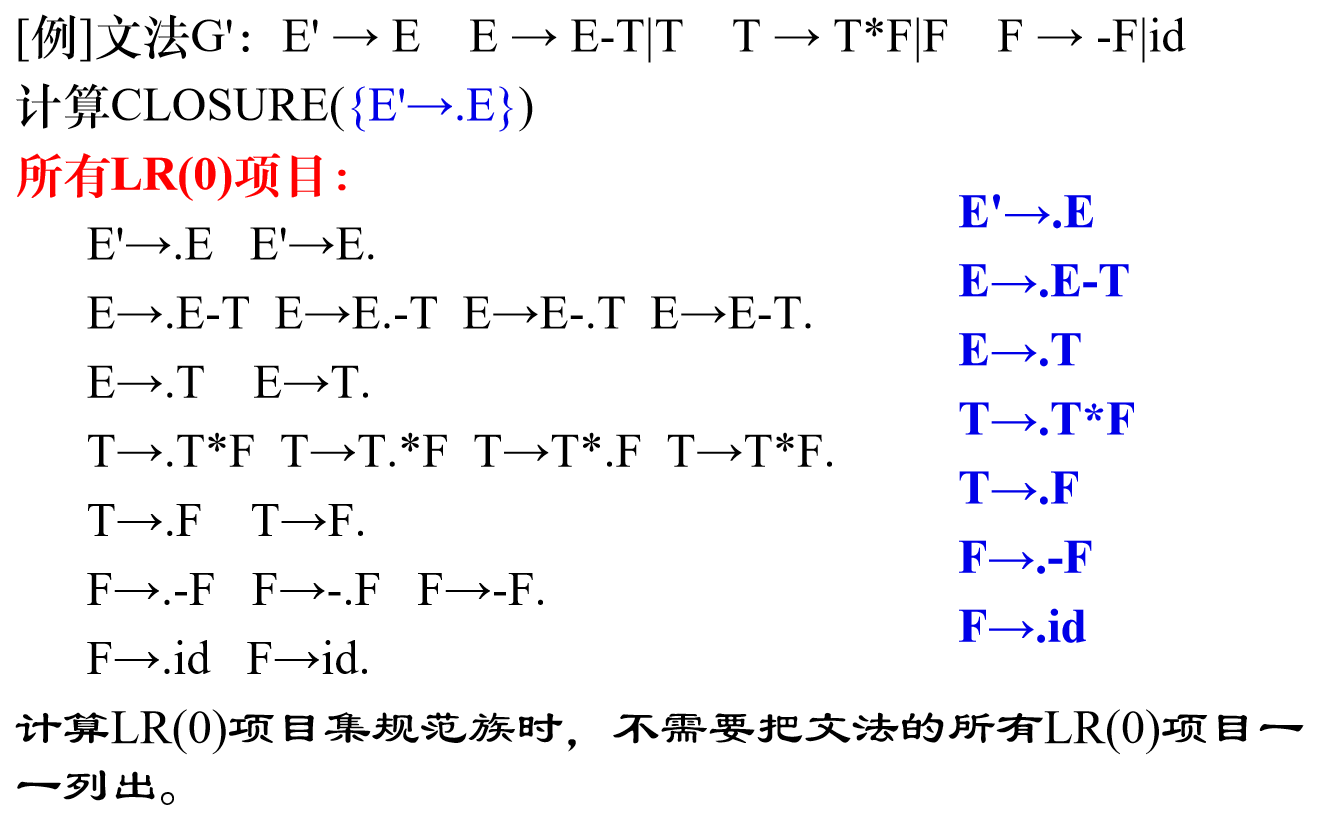 [例]文法G'： E' → E E → E-T|T T → T*F|F F → -F|id
计算CLOSURE({E'→.E})
所有LR(0)项目：
E'→.E E'→E.
E→.E-T E→E.-T E→E-.T E→E-T.
E→.T E→T.
T→.T*F T→T.*F T→T*.F T→T*F.
T→.F T→F.
F→.-F F→-.F F→-F.
F→.id F→id.
E'→.E
E→.E-T
E→.T
T→.T*F
T→.F
F→.-F
F→.id
计算LR(0)项目集规范族时，不需要把文法的所有LR(0)项目一
一列出。